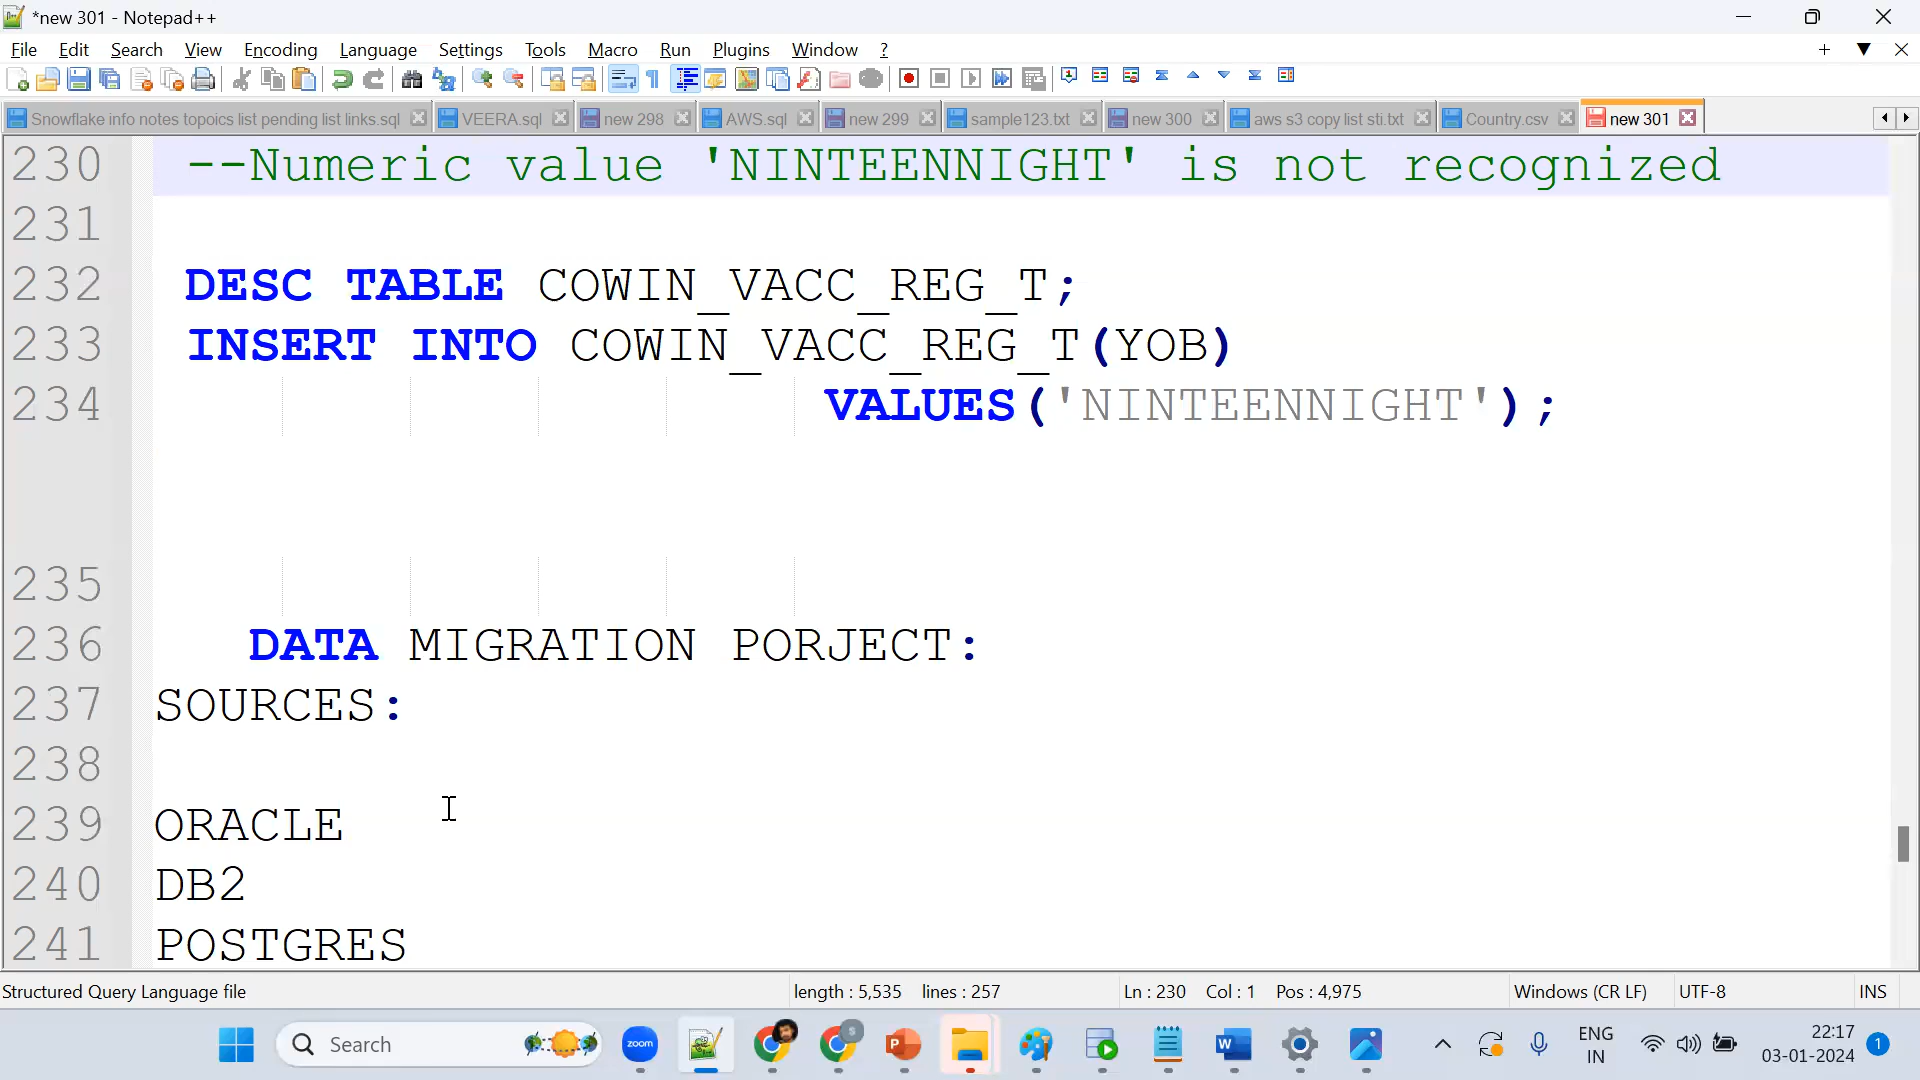 *new 301 - Notepad++
File Edit Search View Encoding Language Settings Tools Macro Run Plugins Window ?
Snowflake info notes topoics list pending list links.sql VEERA.sql new 298 AWS.sql new 299 sample123.txt new 300 aws s3 copy list sti.txt Country.csv new 301
230 --Numeric value 'NINTEENNIGHT' is not recognized
231
232 DESC TABLE COWIN_VACC_REG_T;
233 INSERT INTO COWIN_VACC_REG_T(YOB)
234 VALUES('NINTEENNIGHT');
235
236 DATA MIGRATION PORJECT:
237 SOURCES:
238
239 ORACLE
240 DB2
241 POSTGRES
Structured Query Language file length : 5,535 lines : 257 Ln : 230 Col : 1 Pos : 4,975 Windows (CR LF) UTF-8 INS
Search zoom ENG IN 22:17 03-01-2024 1